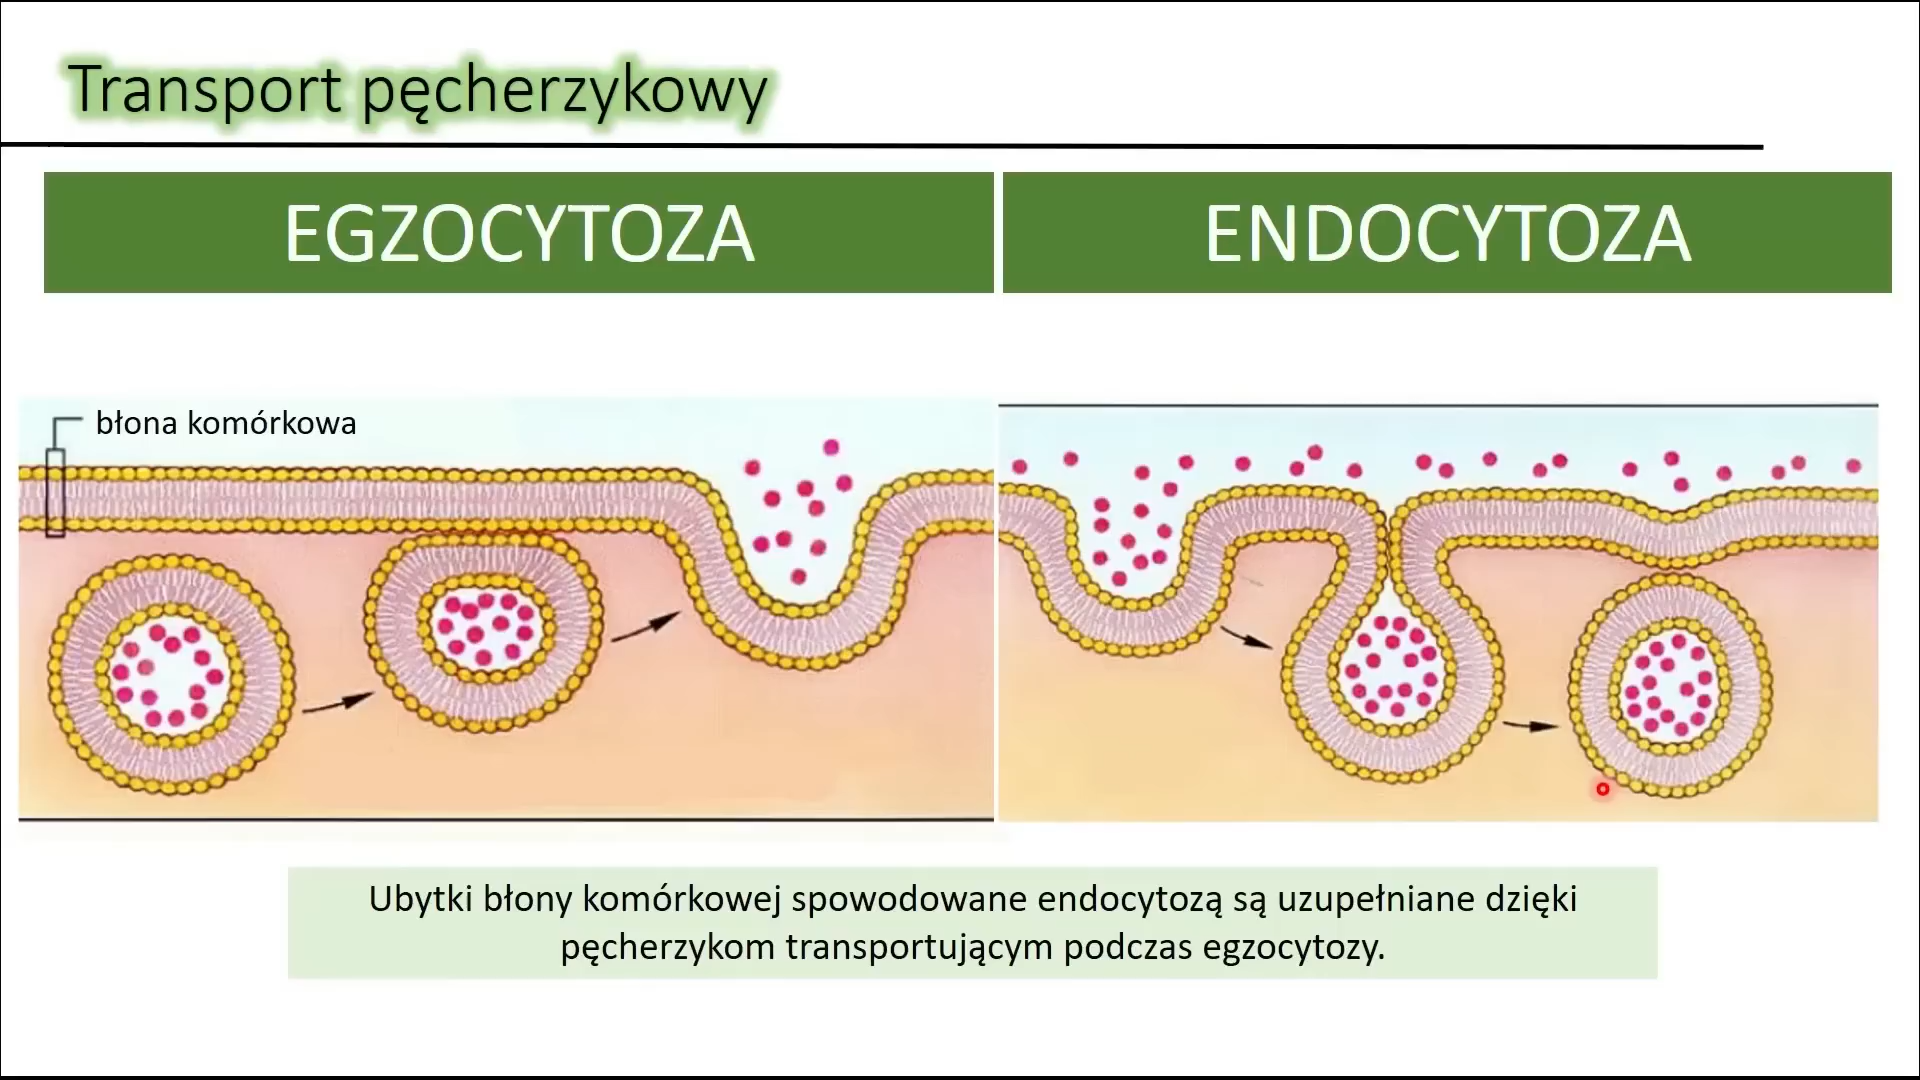 Transport pęcherzykowy
EGZOCYTOZA
ENDOCYTOZA
błona komórkowa
Ubytki błony komórkowej spowodowane endocytozą są uzupełniane dzięki
pęcherzykom transportującym podczas egzocytozy.